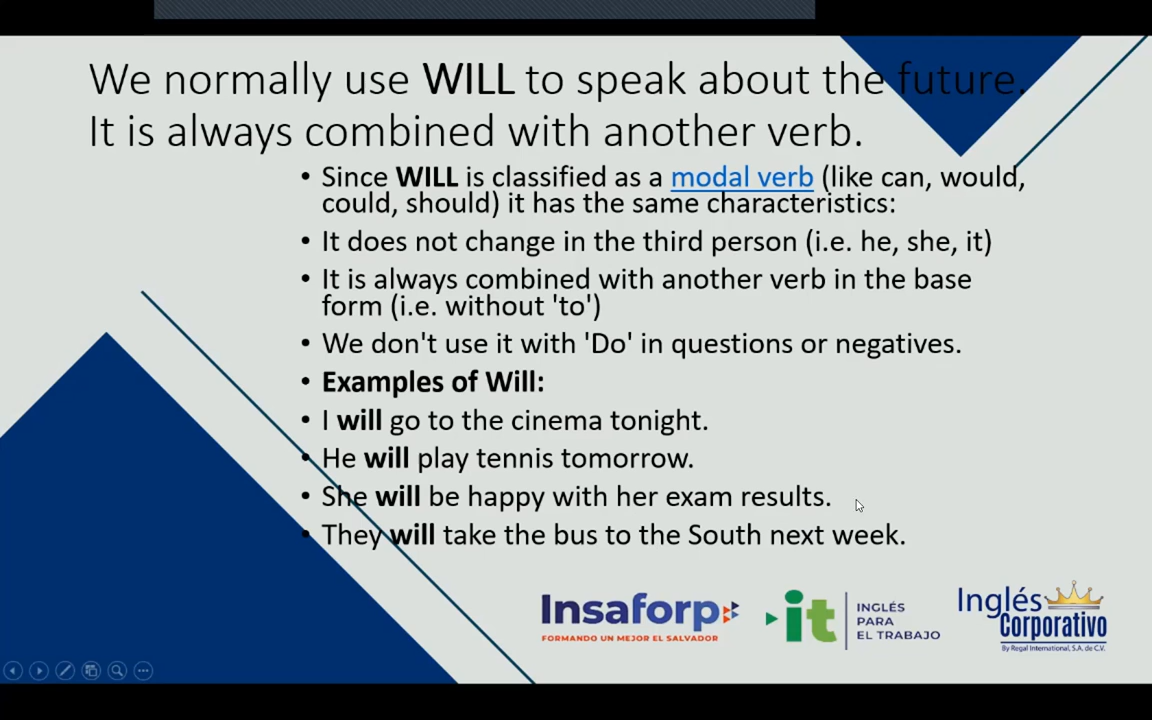 We normally use WILL to speak about the future.
It is always combined with another verb.
• Since WILL is classified as a modal verb (like can, would,
could, should) it has the same characteristics:
• It does not change in the third person (i.e. he, she, it)
• It is always combined with another verb in the base
form (i.e. without 'to')
• We don't use it with 'Do' in questions or negatives.
• Examples of Will:
• I will go to the cinema tonight.
• He will play tennis tomorrow.
• She will be happy with her exam results.
• They will take the bus to the South next week.
Insaforp
FORMANDO UN MEJOR EL SALVADOR
it
INGLÉS
PARA
EL TRABAJO
Inglés
Corporativo
By Regal International, S.A. de C.V.